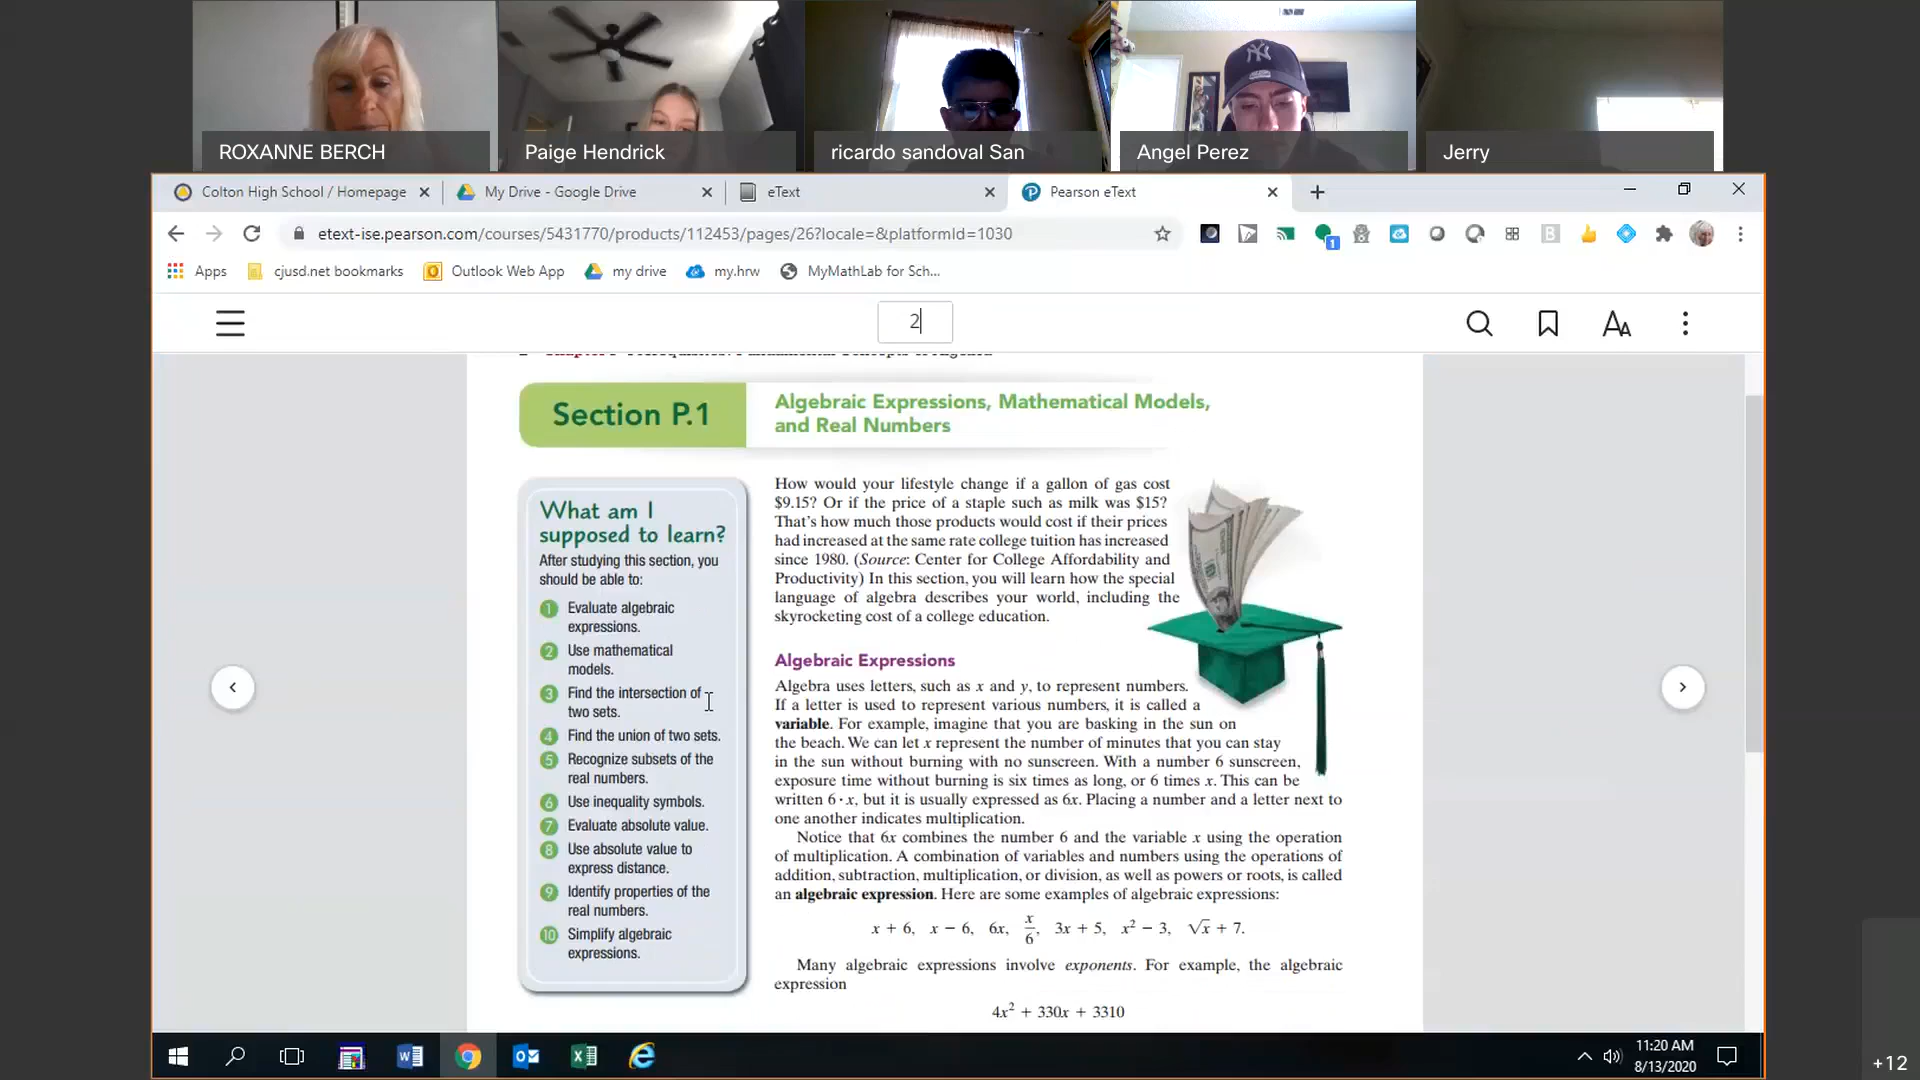 ROXANNE BERCH
Paige Hendrick
ricardo sandoval San
Angel Perez
Jerry
Colton High School / Homepage
My Drive - Google Drive
eText
Pearson eText
etext-ise.pearson.com/courses/5431770/products/112453/pages/26?locale=&platformId=1030
Apps
cjusd.net bookmarks
Outlook Web App
my drive
my.hrw
MyMathLab for Sch...
2
Section P.1
Algebraic Expressions, Mathematical Models,
and Real Numbers
What am I
supposed to learn?
After studying this section, you
should be able to:
1 Evaluate algebraic
expressions.
2 Use mathematical
models.
3 Find the intersection of
two sets.
4 Find the union of two sets.
5 Recognize subsets of the
real numbers.
6 Use inequality symbols.
7 Evaluate absolute value.
8 Use absolute value to
express distance.
9 Identify properties of the
real numbers.
10 Simplify algebraic
expressions.
How would your lifestyle change if a gallon of gas cost
$9.15? Or if the price of a staple such as milk was $15?
That's how much those products would cost if their prices
had increased at the same rate college tuition has increased
since 1980. (Source: Center for College Affordability and
Productivity) In this section, you will learn how the special
language of algebra describes your world, including the
skyrocketing cost of a college education.
Algebraic Expressions
Algebra uses letters, such as x and y, to represent numbers.
If a letter is used to represent various numbers, it is called a
variable. For example, imagine that you are basking in the sun on
the beach. We can let x represent the number of minutes that you can stay
in the sun without burning with no sunscreen. With a number 6 sunscreen,
exposure time without burning is six times as long, or 6 times x. This can be
written 6 · x, but it is usually expressed as 6x. Placing a number and a letter next to
one another indicates multiplication.
Notice that 6x combines the number 6 and the variable x using the operation
of multiplication. A combination of variables and numbers using the operations of
addition, subtraction, multiplication, or division, as well as powers or roots, is called
an algebraic expression. Here are some examples of algebraic expressions:
x + 6, x − 6, 6x, x/6, 3x + 5, x² − 3, √x + 7.
Many algebraic expressions involve exponents. For example, the algebraic
expression
4x² + 330x + 3310
11:20 AM
8/13/2020
+12